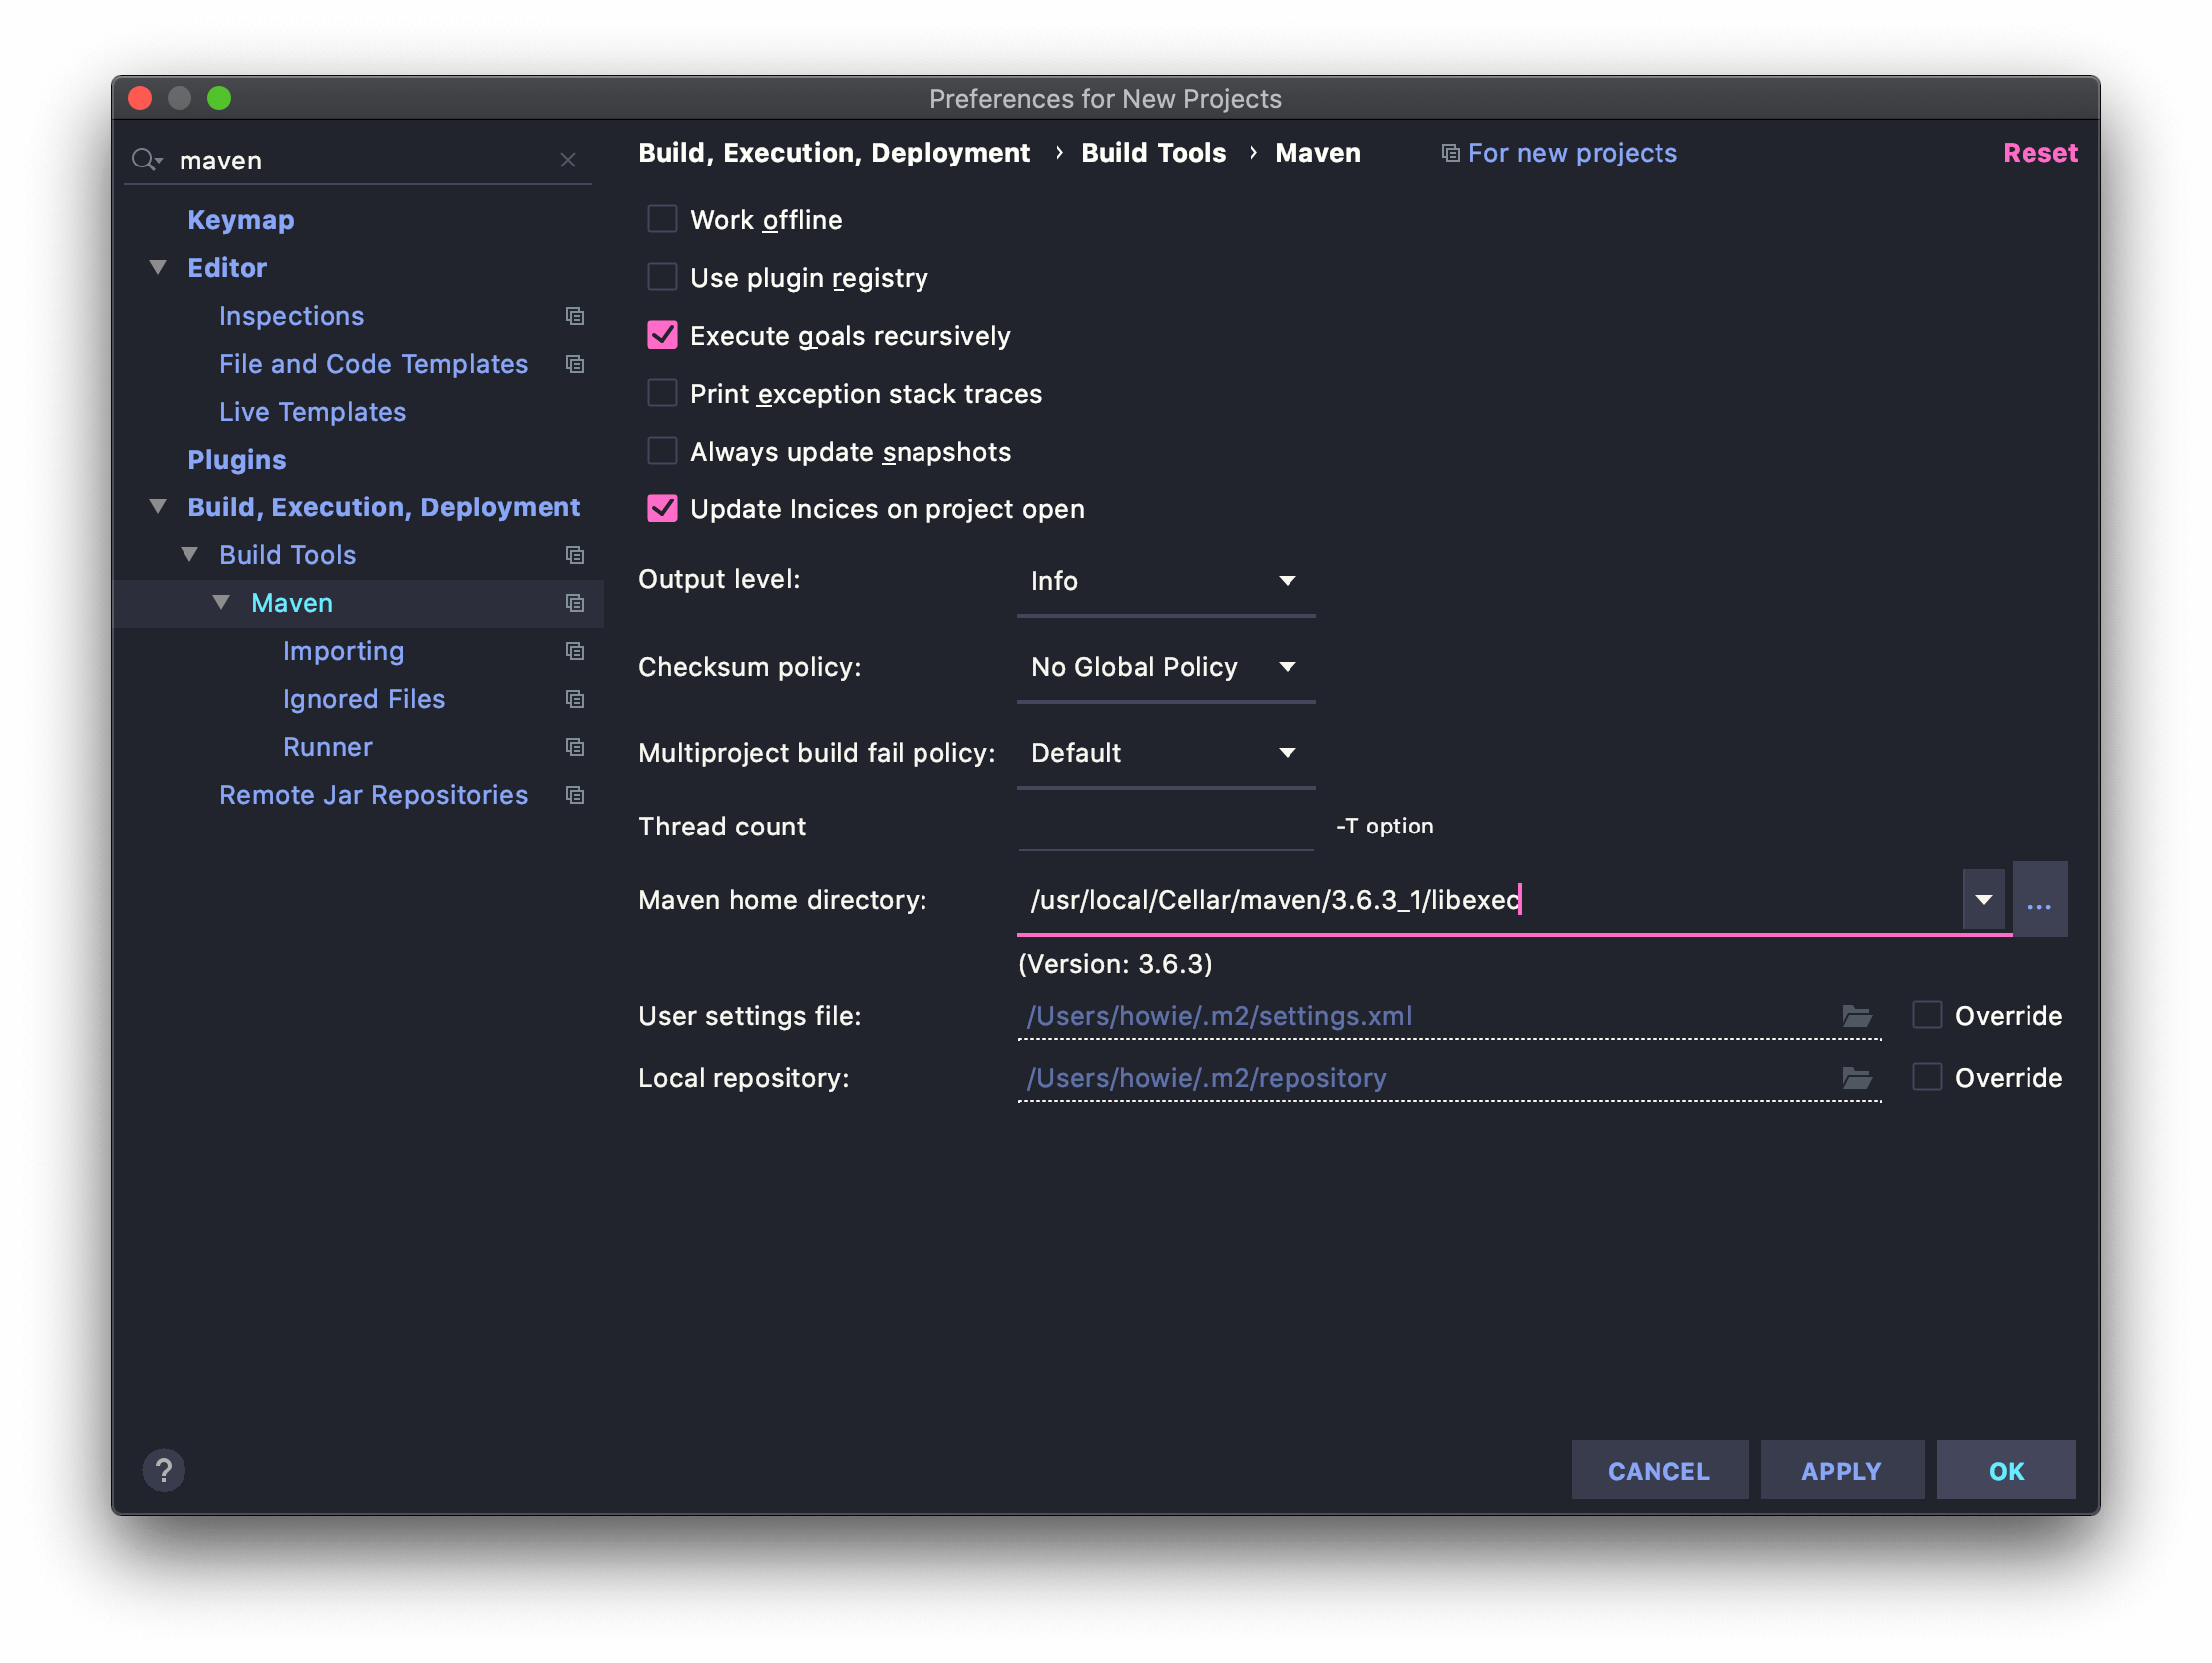 Preferences for New Projects
maven
Keymap
Editor
Inspections
File and Code Templates
Live Templates
Plugins
Build, Execution, Deployment
Build Tools
Maven
Importing
Ignored Files
Runner
Remote Jar Repositories
Build, Execution, Deployment › Build Tools › Maven For new projects Reset
Work offline
Use plugin registry
Execute goals recursively
Print exception stack traces
Always update snapshots
Update Incices on project open
Output level: Info
Checksum policy: No Global Policy
Multiproject build fail policy: Default
Thread count -T option
Maven home directory: /usr/local/Cellar/maven/3.6.3_1/libexec ...
(Version: 3.6.3)
User settings file: /Users/howie/.m2/settings.xml Override
Local repository: /Users/howie/.m2/repository Override
? CANCEL APPLY OK